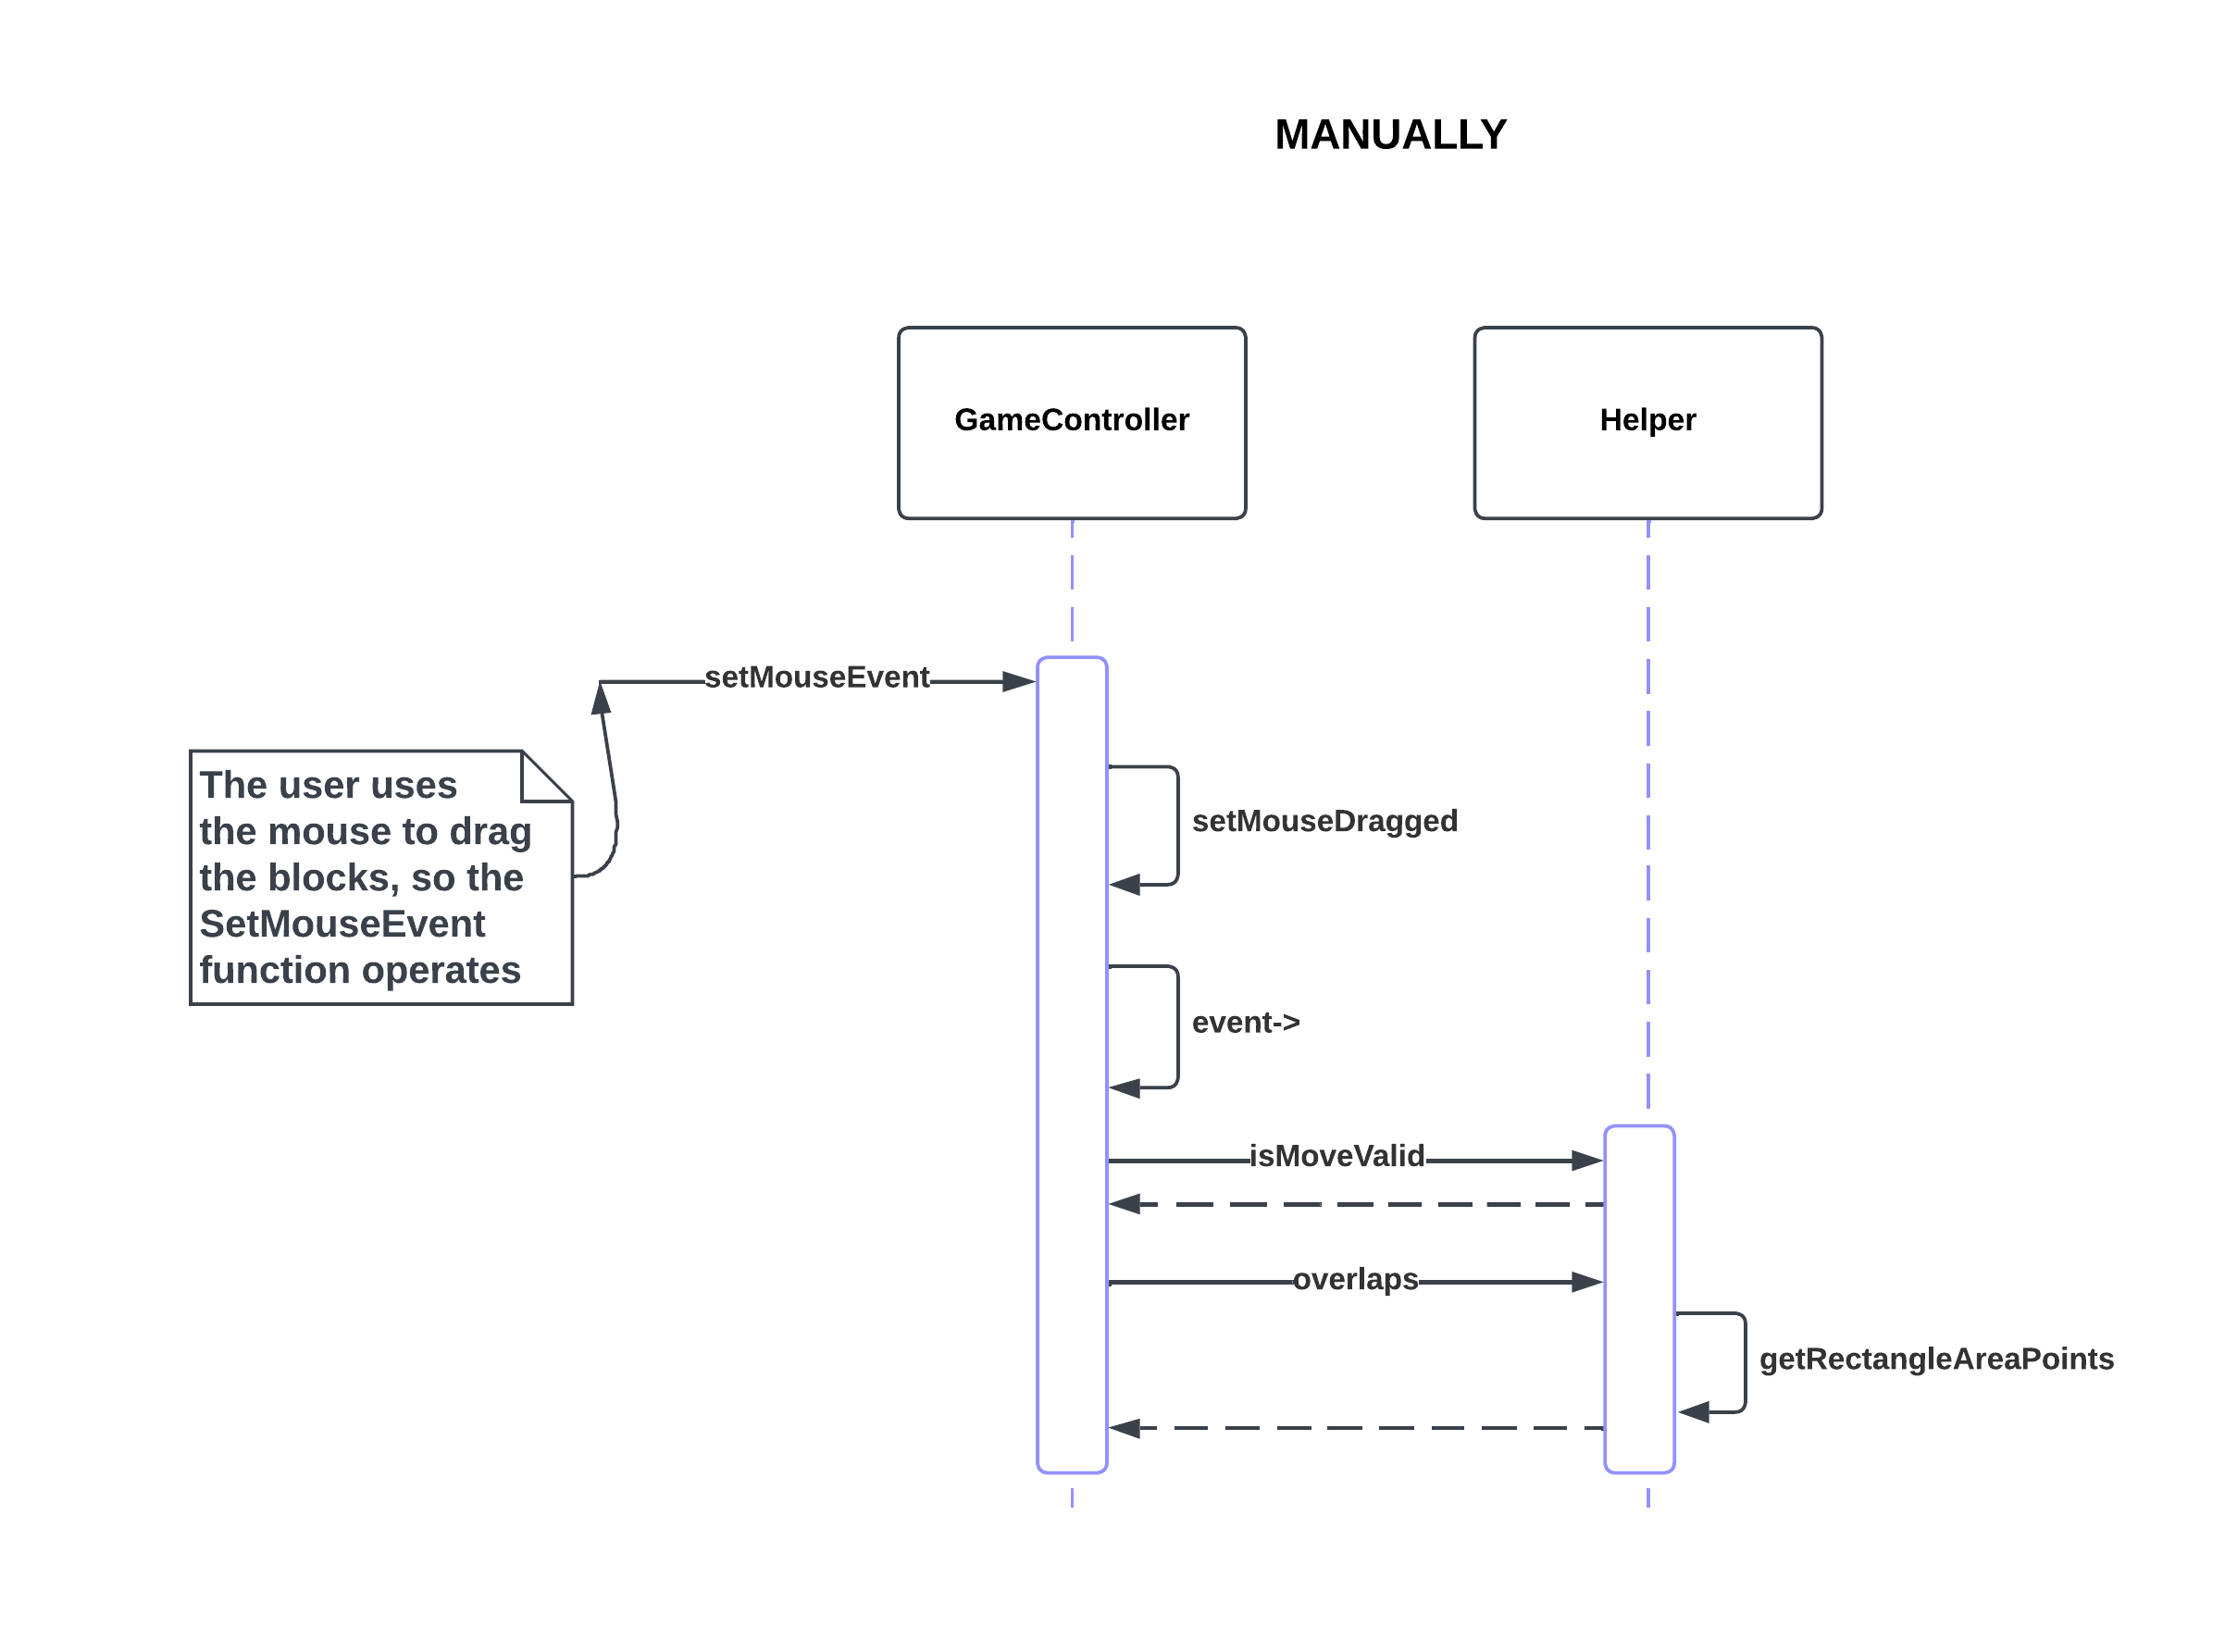 MANUALLY
GameController
Helper
setMouseEvent
The user uses
the mouse to drag
the blocks, so the
SetMouseEvent
function operates
setMouseDragged
event->
isMoveValid
overlaps
getRectangleAreaPoints